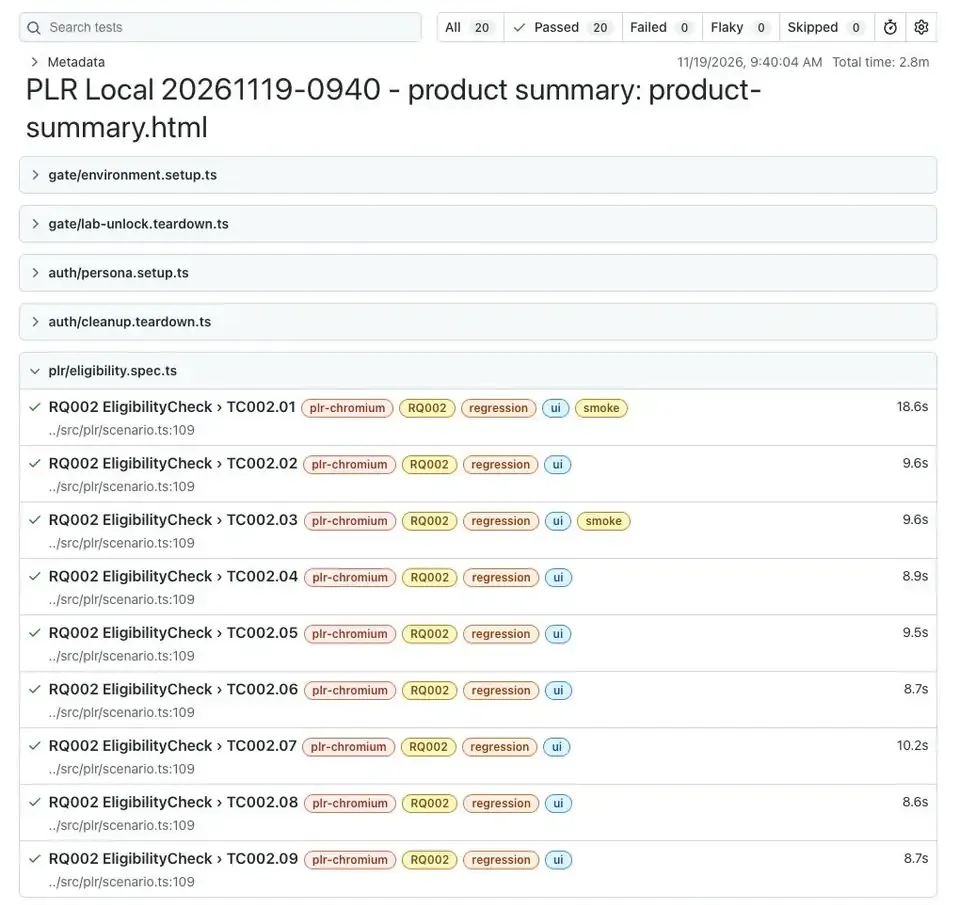 Search tests
All 20 Passed 20 Failed 0 Flaky 0 Skipped 0
Metadata
11/19/2026, 9:40:04 AM Total time: 2.8m
PLR Local 20261119-0940 - product summary: product-
summary.html
gate/environment.setup.ts
gate/lab-unlock.teardown.ts
auth/persona.setup.ts
auth/cleanup.teardown.ts
plr/eligibility.spec.ts
RQ002 EligibilityCheck › TC002.01 plr-chromium RQ002 regression ui smoke 18.6s
../src/plr/scenario.ts:109
RQ002 EligibilityCheck › TC002.02 plr-chromium RQ002 regression ui 9.6s
../src/plr/scenario.ts:109
RQ002 EligibilityCheck › TC002.03 plr-chromium RQ002 regression ui smoke 9.6s
../src/plr/scenario.ts:109
RQ002 EligibilityCheck › TC002.04 plr-chromium RQ002 regression ui 8.9s
../src/plr/scenario.ts:109
RQ002 EligibilityCheck › TC002.05 plr-chromium RQ002 regression ui 9.5s
../src/plr/scenario.ts:109
RQ002 EligibilityCheck › TC002.06 plr-chromium RQ002 regression ui 8.7s
../src/plr/scenario.ts:109
RQ002 EligibilityCheck › TC002.07 plr-chromium RQ002 regression ui 10.2s
../src/plr/scenario.ts:109
RQ002 EligibilityCheck › TC002.08 plr-chromium RQ002 regression ui 8.6s
../src/plr/scenario.ts:109
RQ002 EligibilityCheck › TC002.09 plr-chromium RQ002 regression ui 8.7s
../src/plr/scenario.ts:109